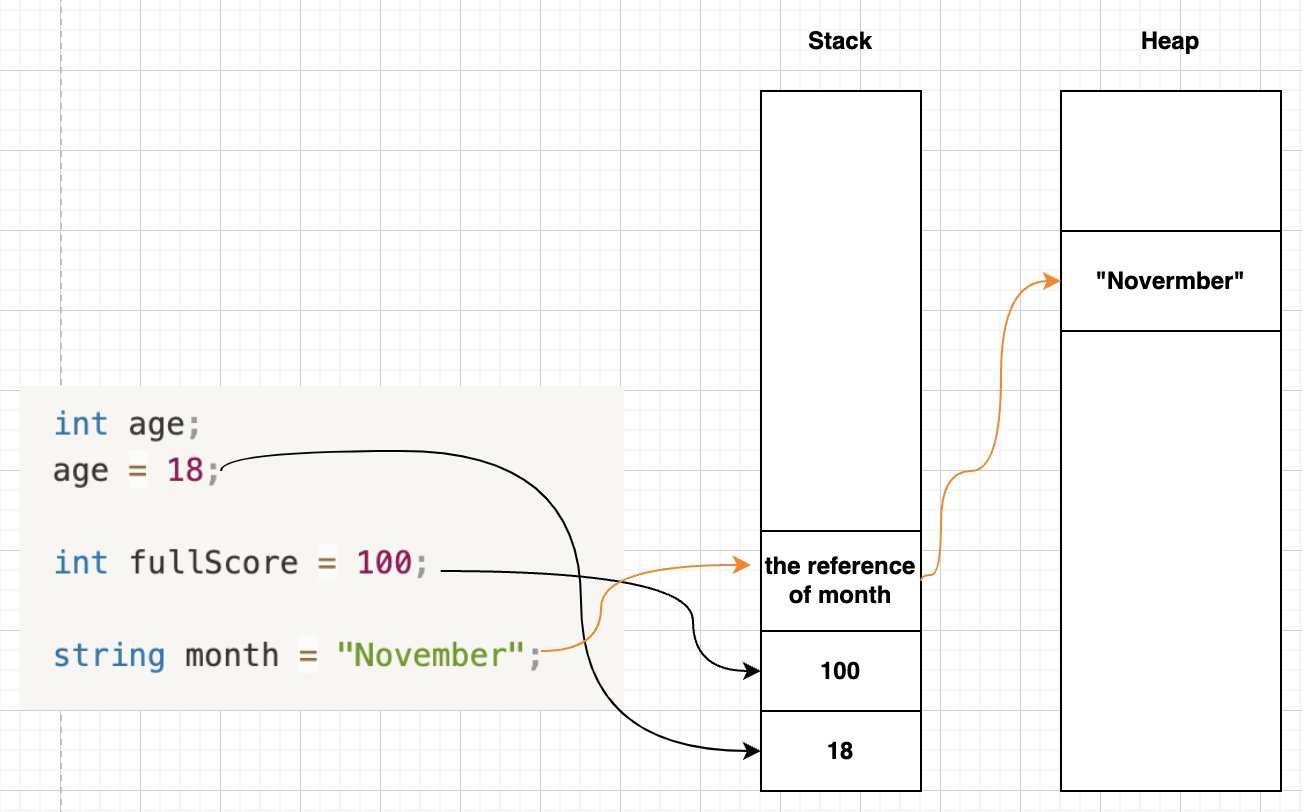 Stack
Heap
"Novermber"
int age;
age = 18;
int fullScore = 100;
string month = "November";
the reference
of month
100
18